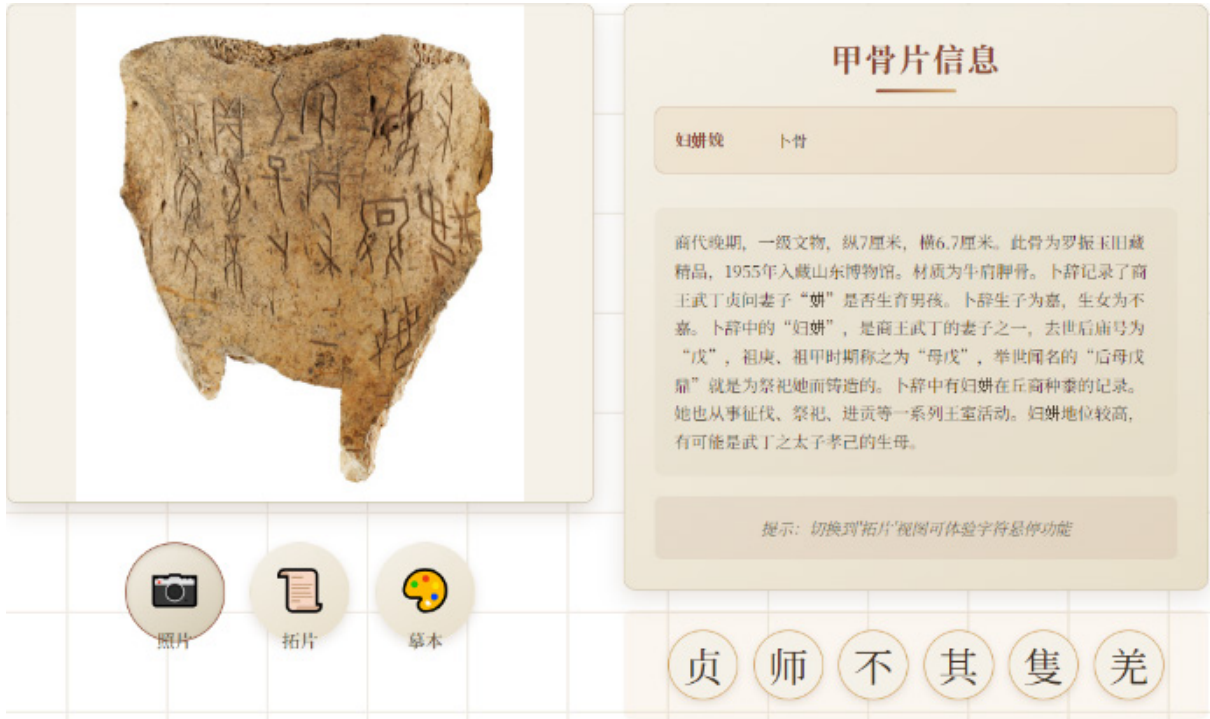 甲骨片信息
妇妌娩 卜骨
商代晚期，一级文物，纵7厘米，横6.7厘米。此骨为罗振玉旧藏
精品，1955年入藏山东博物馆。材质为牛肩胛骨。卜辞记录了商
王武丁贞问妻子“妌”是否生育男孩。卜辞生子为嘉，生女为不
嘉。卜辞中的“妇妌”，是商王武丁的妻子之一，去世后庙号为
“戊”，祖庚、祖甲时期称之为“母戊”，举世闻名的“后母戊
鼎”就是为祭祀她而铸造的。卜辞中有妇妌在丘商种黍的记录。
她也从事征伐、祭祀、进贡等一系列王室活动。妇妌地位较高，
有可能是武丁之太子孝己的生母。
提示：切换到'拓片'视图可体验字符悬停功能
照片 拓片 摹本
贞 师 不 其 隻 羌